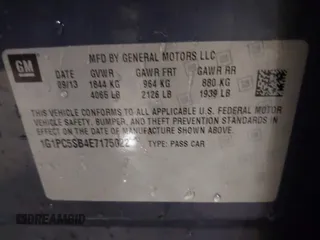 GM
MFD BY GENERAL MOTORS LLC
DATE GVWR GAWR FRT GAWR RR
09/13 1844 KG 964 KG 880 KG
4065 LB 2126 LB 1939 LB
THIS VEHICLE CONFORMS TO ALL APPLICABLE U.S. FEDERAL MOTOR
VEHICLE SAFETY, BUMPER, AND THEFT PREVENTION STANDARDS
IN EFFECT ON THE DATE OF MANUFACTURE SHOWN ABOVE.
TYPE: PASS CAR
© DREAMBID